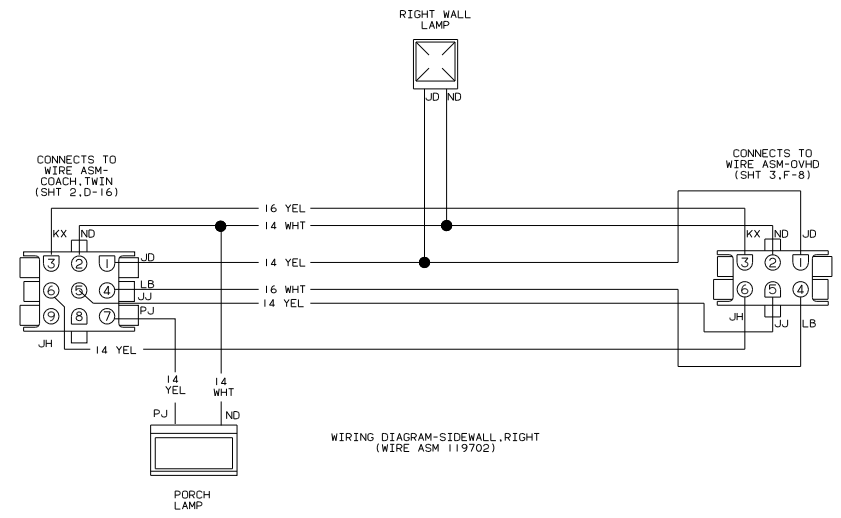 RIGHT WALL
LAMP
JD ND
CONNECTS TO
WIRE ASM-
COACH,TWIN
(SHT 2,D-16)
CONNECTS TO
WIRE ASM-OVHD
(SHT 3,F-8)
16 YEL
14 WHT
KX ND
KX ND JD
JD
14 YEL
3 2 1
3 2 1
LB
16 WHT
JJ
14 YEL
6 5 4
6 5 4
PJ
9 8 7
JH
JJ LB
JH
14 YEL
14
YEL
14
WHT
PJ
ND
WIRING DIAGRAM-SIDEWALL,RIGHT
(WIRE ASM 119702)
PORCH
LAMP